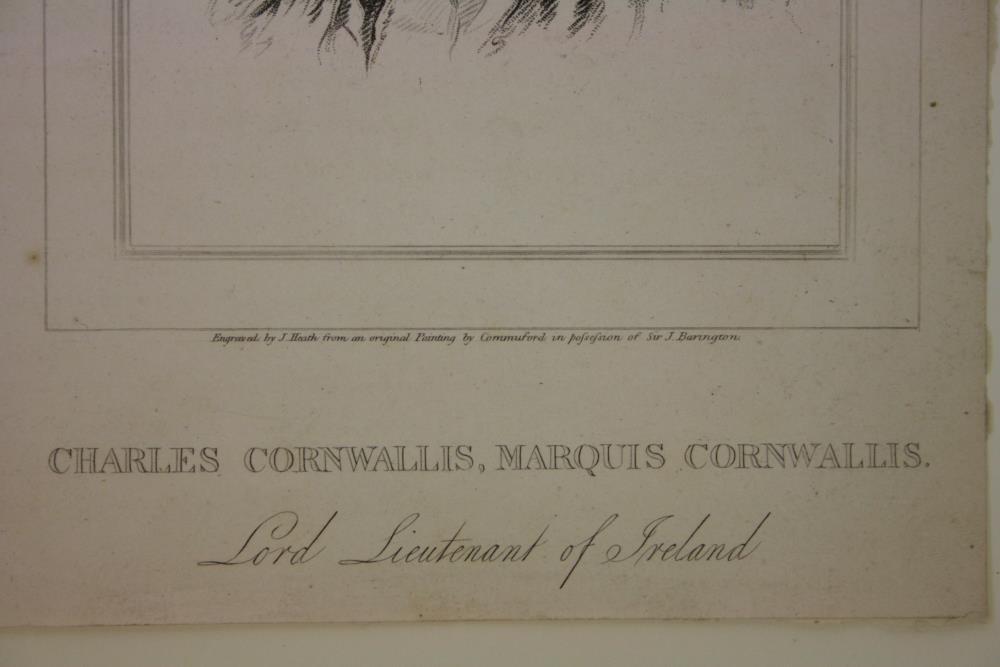 Engraved by J. Heath from an original Painting by Commuford in poſseſsion of Sir J. Barington.
CHARLES CORNWALLIS, MARQUIS CORNWALLIS.
Lord Lieutenant of Ireland